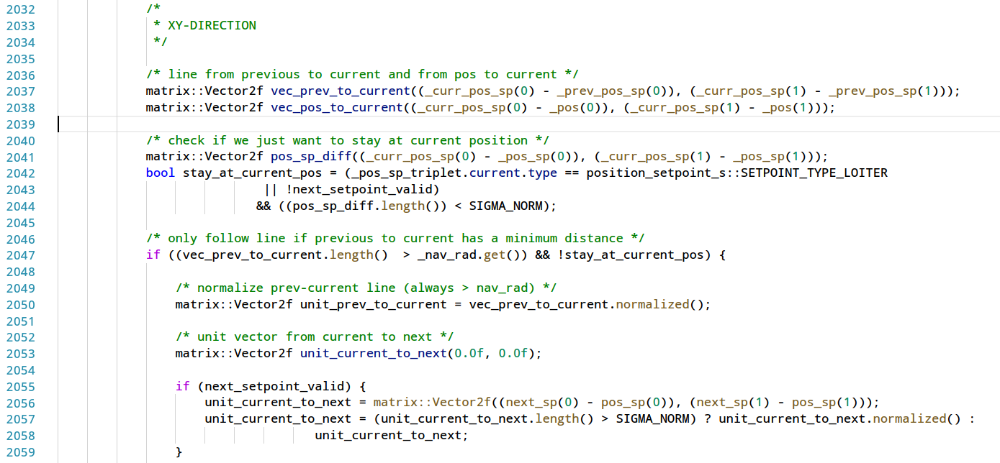 2032 /*
2033 * XY-DIRECTION
2034 */
2035
2036 /* line from previous to current and from pos to current */
2037 matrix::Vector2f vec_prev_to_current((_curr_pos_sp(0) - _prev_pos_sp(0)), (_curr_pos_sp(1) - _prev_pos_sp(1)));
2038 matrix::Vector2f vec_pos_to_current((_curr_pos_sp(0) - _pos(0)), (_curr_pos_sp(1) - _pos(1)));
2039
2040 /* check if we just want to stay at current position */
2041 matrix::Vector2f pos_sp_diff((_curr_pos_sp(0) - _pos_sp(0)), (_curr_pos_sp(1) - _pos_sp(1)));
2042 bool stay_at_current_pos = (_pos_sp_triplet.current.type == position_setpoint_s::SETPOINT_TYPE_LOITER
2043 || !next_setpoint_valid)
2044 && ((pos_sp_diff.length()) < SIGMA_NORM);
2045
2046 /* only follow line if previous to current has a minimum distance */
2047 if ((vec_prev_to_current.length()  > _nav_rad.get()) && !stay_at_current_pos) {
2048
2049 /* normalize prev-current line (always > nav_rad) */
2050 matrix::Vector2f unit_prev_to_current = vec_prev_to_current.normalized();
2051
2052 /* unit vector from current to next */
2053 matrix::Vector2f unit_current_to_next(0.0f, 0.0f);
2054
2055 if (next_setpoint_valid) {
2056 unit_current_to_next = matrix::Vector2f((next_sp(0) - pos_sp(0)), (next_sp(1) - pos_sp(1)));
2057 unit_current_to_next = (unit_current_to_next.length() > SIGMA_NORM) ? unit_current_to_next.normalized() :
2058 unit_current_to_next;
2059 }